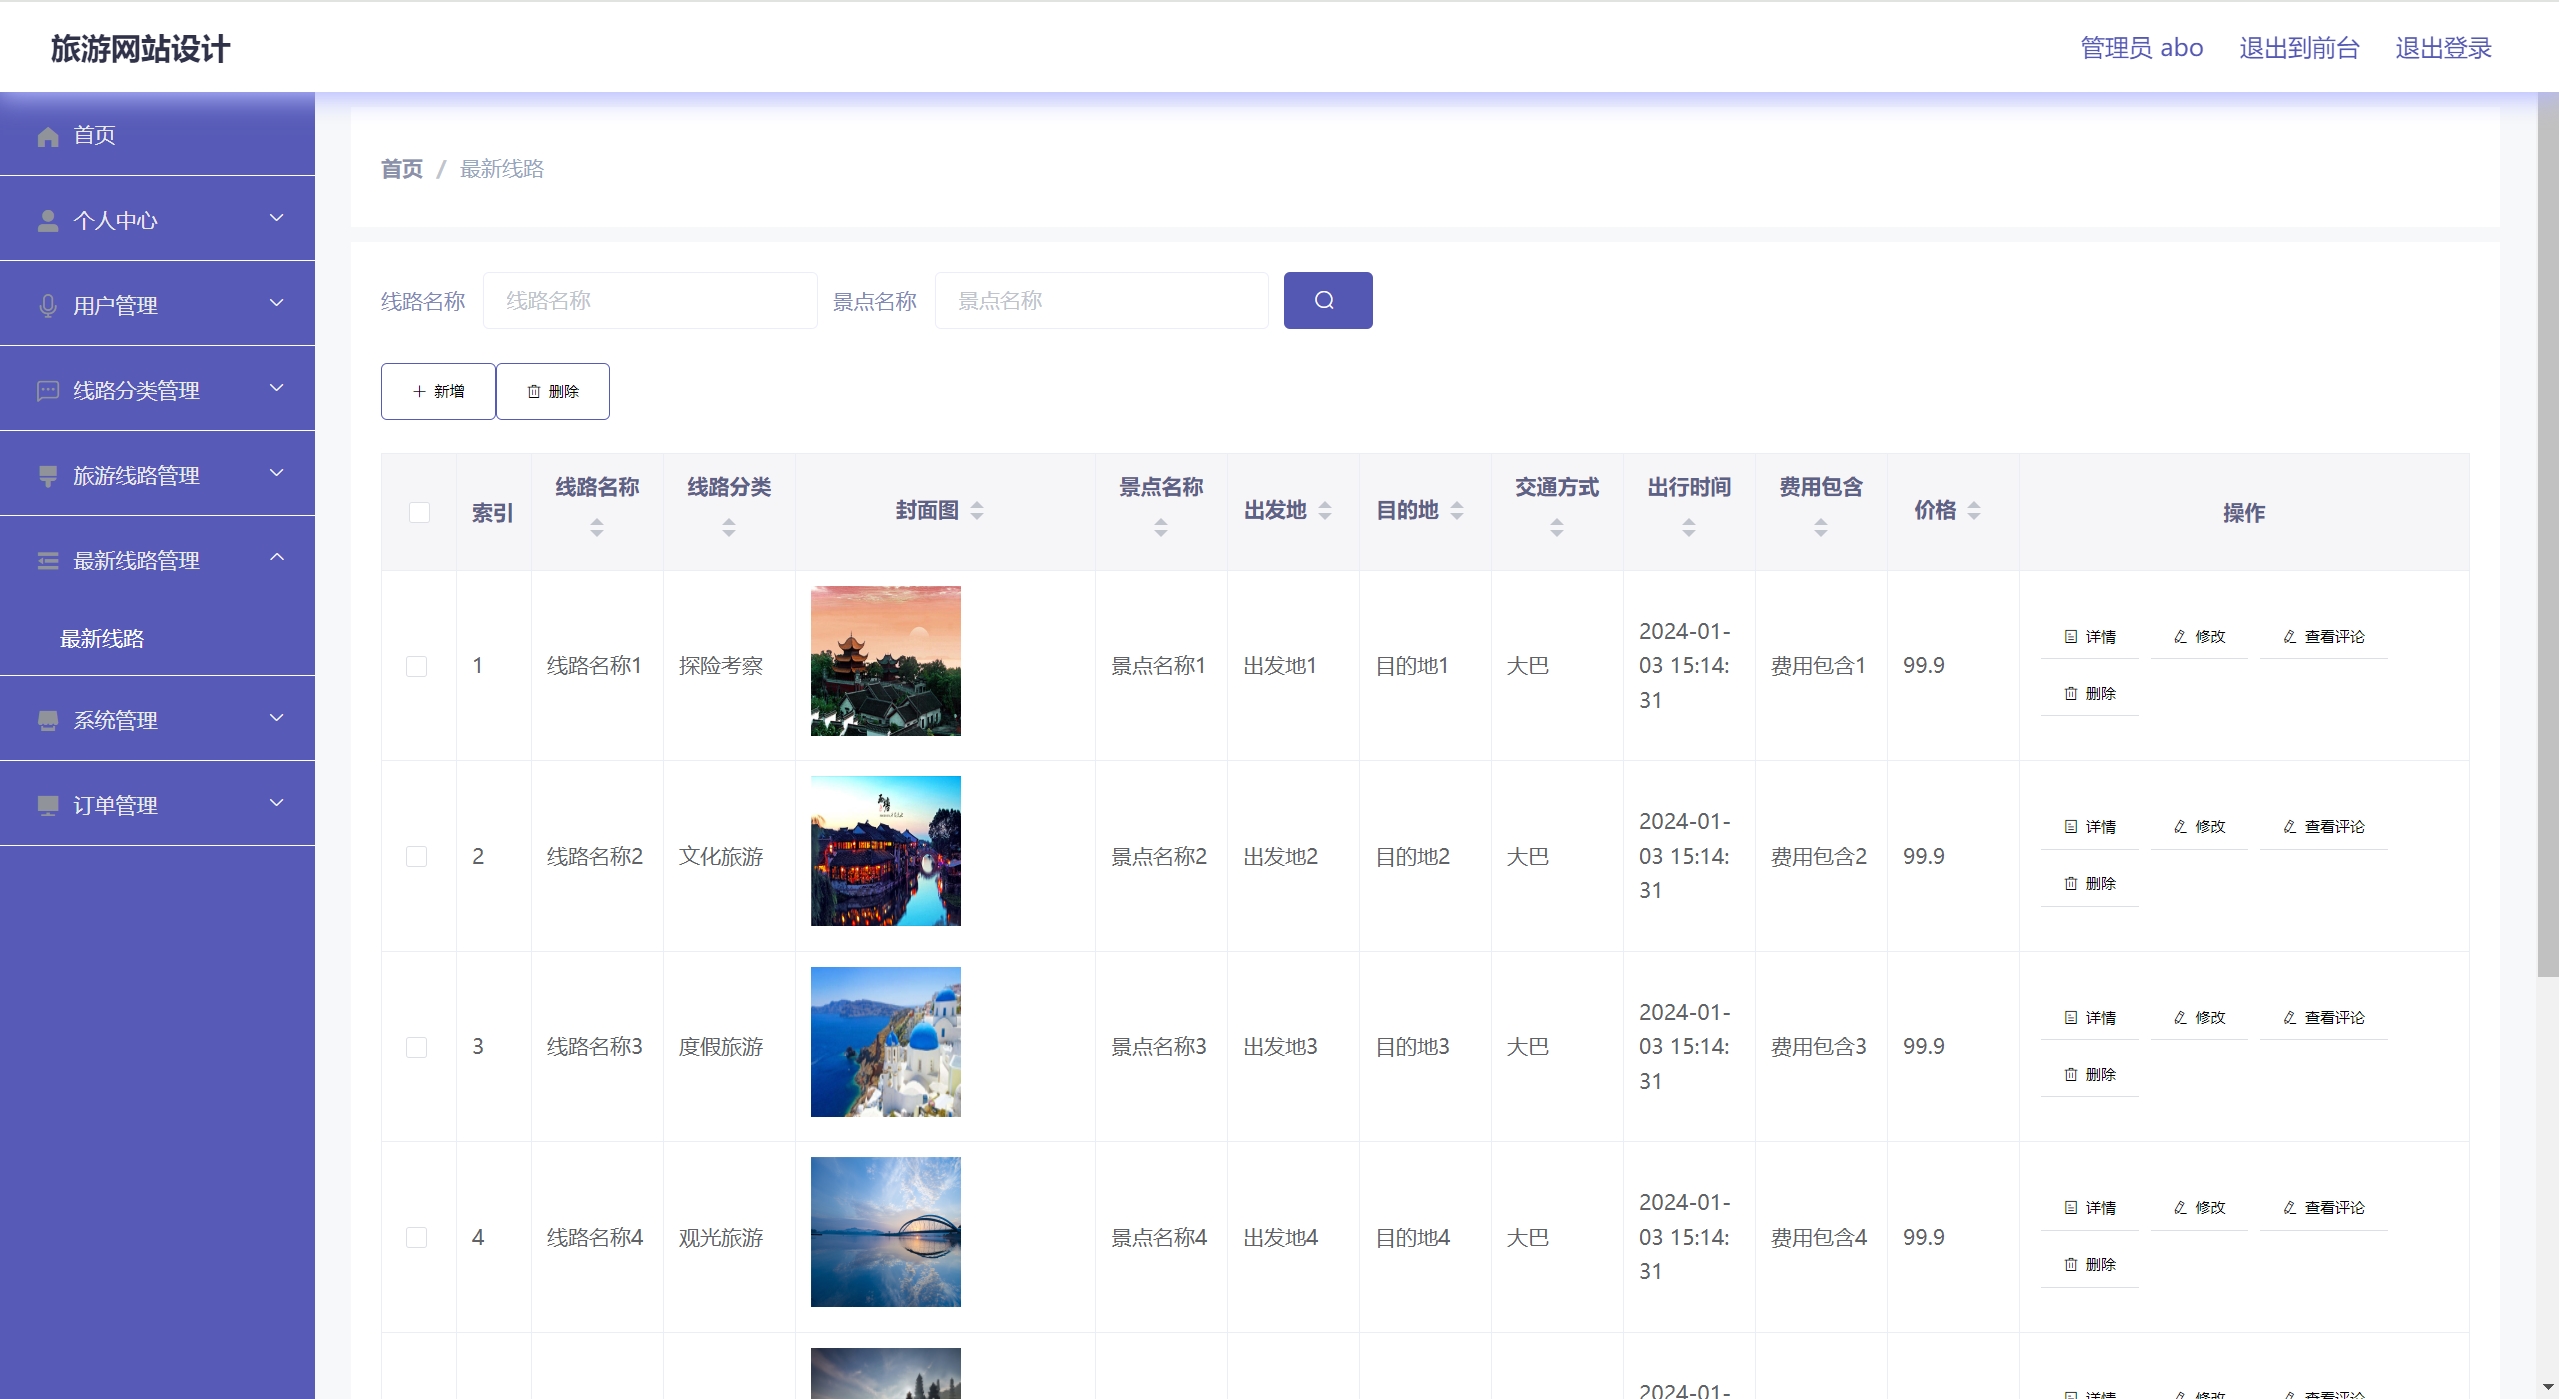 旅游网站设计
管理员 abo 退出到前台 退出登录
首页
个人中心
用户管理
线路分类管理
旅游线路管理
最新线路管理
最新线路
系统管理
订单管理
首页 / 最新线路
线路名称 线路名称 景点名称 景点名称
新增 删除
索引 线路名称 线路分类 封面图 景点名称 出发地 目的地 交通方式 出行时间 费用包含 价格 操作
1 线路名称1 探险考察 景点名称1 出发地1 目的地1 大巴 2024-01-03 15:14:31 费用包含1 99.9 详情 修改 查看评论 删除
2 线路名称2 文化旅游 景点名称2 出发地2 目的地2 大巴 2024-01-03 15:14:31 费用包含2 99.9 详情 修改 查看评论 删除
3 线路名称3 度假旅游 景点名称3 出发地3 目的地3 大巴 2024-01-03 15:14:31 费用包含3 99.9 详情 修改 查看评论 删除
4 线路名称4 观光旅游 景点名称4 出发地4 目的地4 大巴 2024-01-03 15:14:31 费用包含4 99.9 详情 修改 查看评论 删除
2024-01- 详情 修改 查看评论